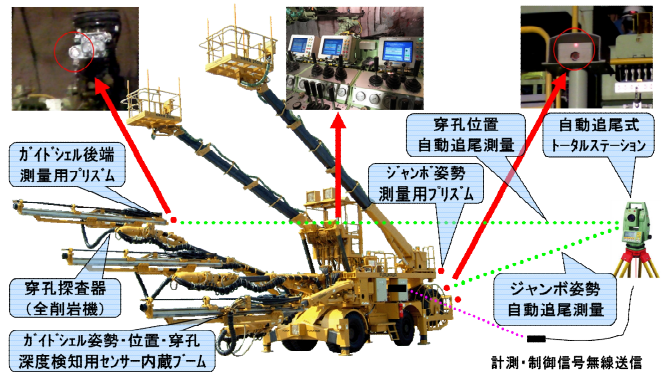 穿孔位置
自動追尾測量
自動追尾式
ﾄｰﾀﾙｽﾃｰｼｮﾝ
ｶﾞｲﾄﾞｼｪﾙ後端
測量用ﾌﾟﾘｽﾞﾑ
ｼﾞｬﾝﾎﾞ姿勢
測量用ﾌﾟﾘｽﾞﾑ
穿孔探査器
(全削岩機)
ジャンボ姿勢
自動追尾測量
ｶﾞｲﾄﾞｼｪﾙ姿勢・位置・穿孔
深度検知用センサー内蔵ブーム
計測・制御信号無線送信